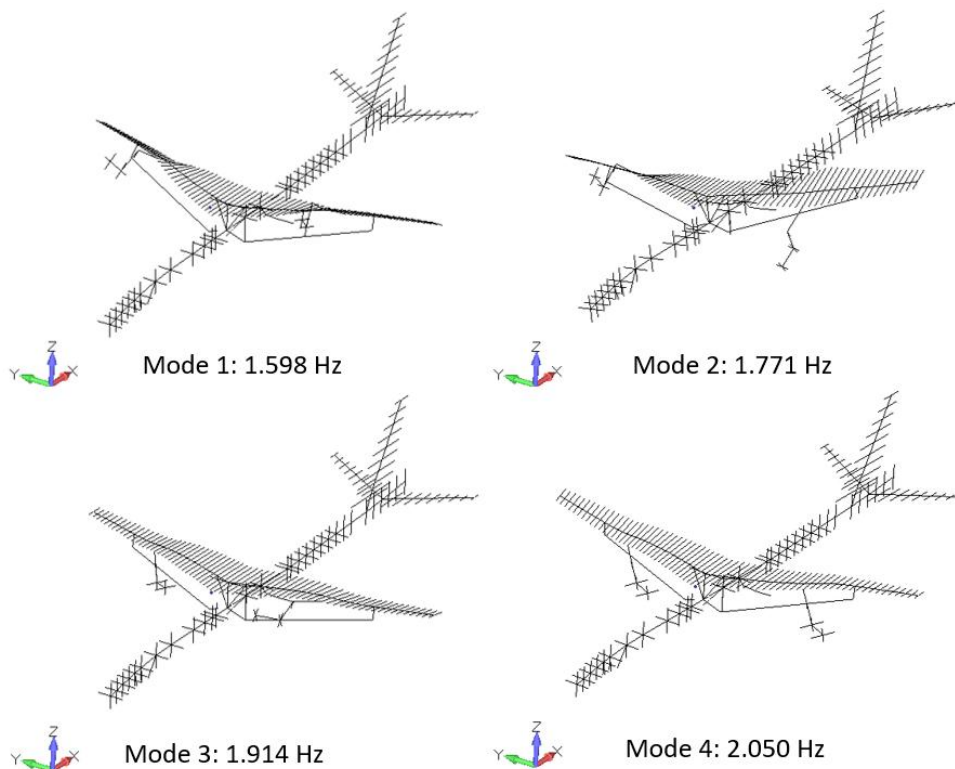 Z
Y
X
Mode 1: 1.598 Hz
Z
Y
X
Mode 2: 1.771 Hz
Z
Y
X
Mode 3: 1.914 Hz
Z
Y
X
Mode 4: 2.050 Hz